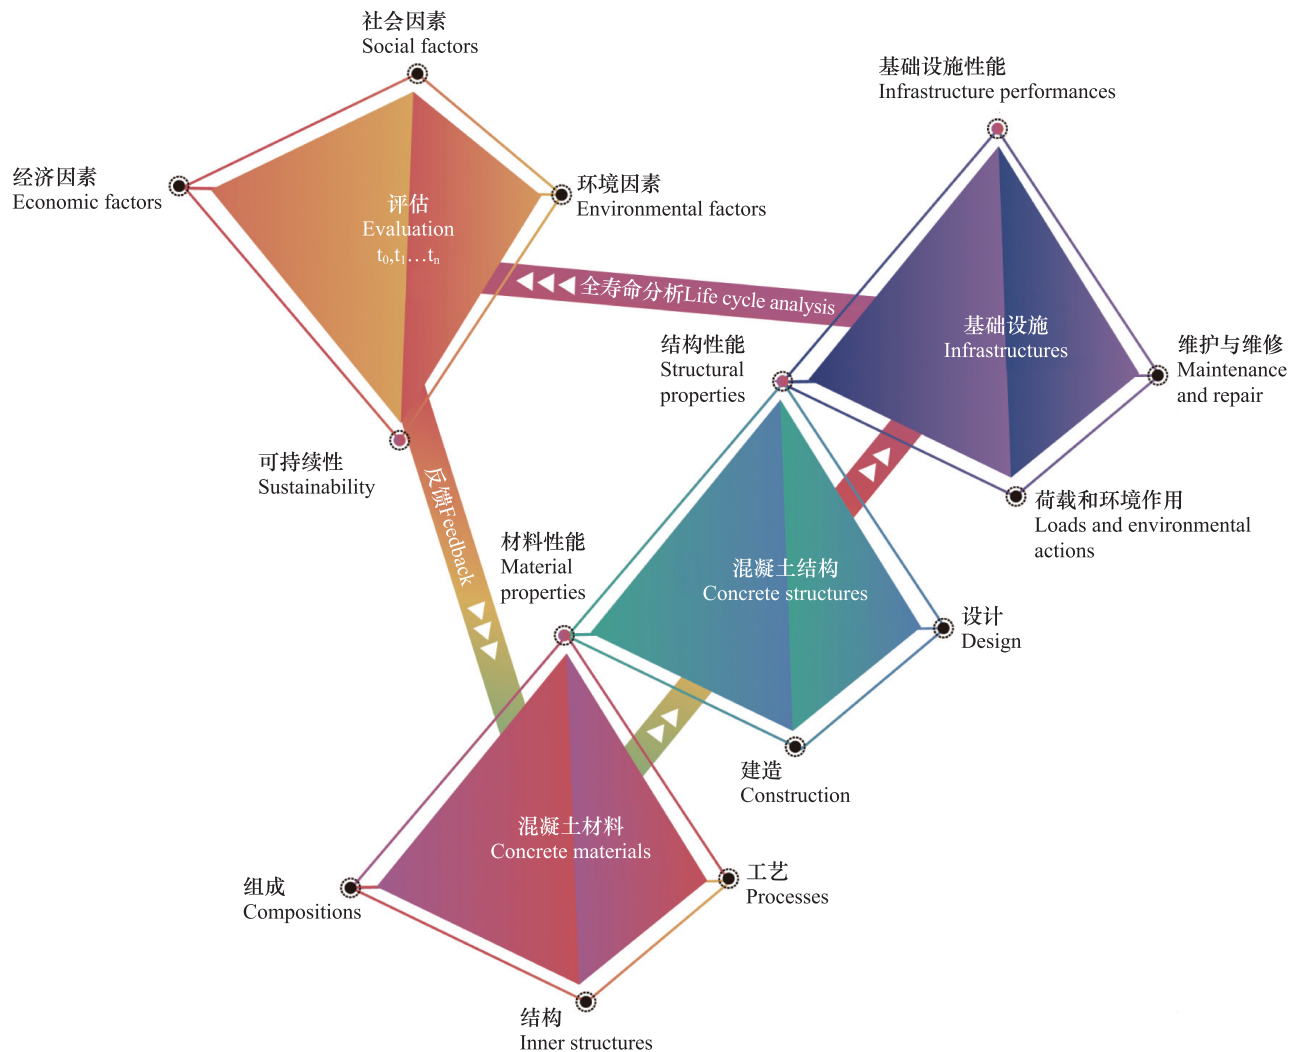 社会因素
Social factors
基础设施性能
Infrastructure performances
经济因素
Economic factors
环境因素
Environmental factors
评估
Evaluation
t0,t1…tn
全寿命分析Life cycle analysis
基础设施
Infrastructures
结构性能
Structural
properties
维护与维修
Maintenance
and repair
可持续性
Sustainability
反馈Feedback
荷载和环境作用
Loads and environmental
actions
材料性能
Material
properties
混凝土结构
Concrete structures
设计
Design
建造
Construction
混凝土材料
Concrete materials
组成
Compositions
工艺
Processes
结构
Inner structures